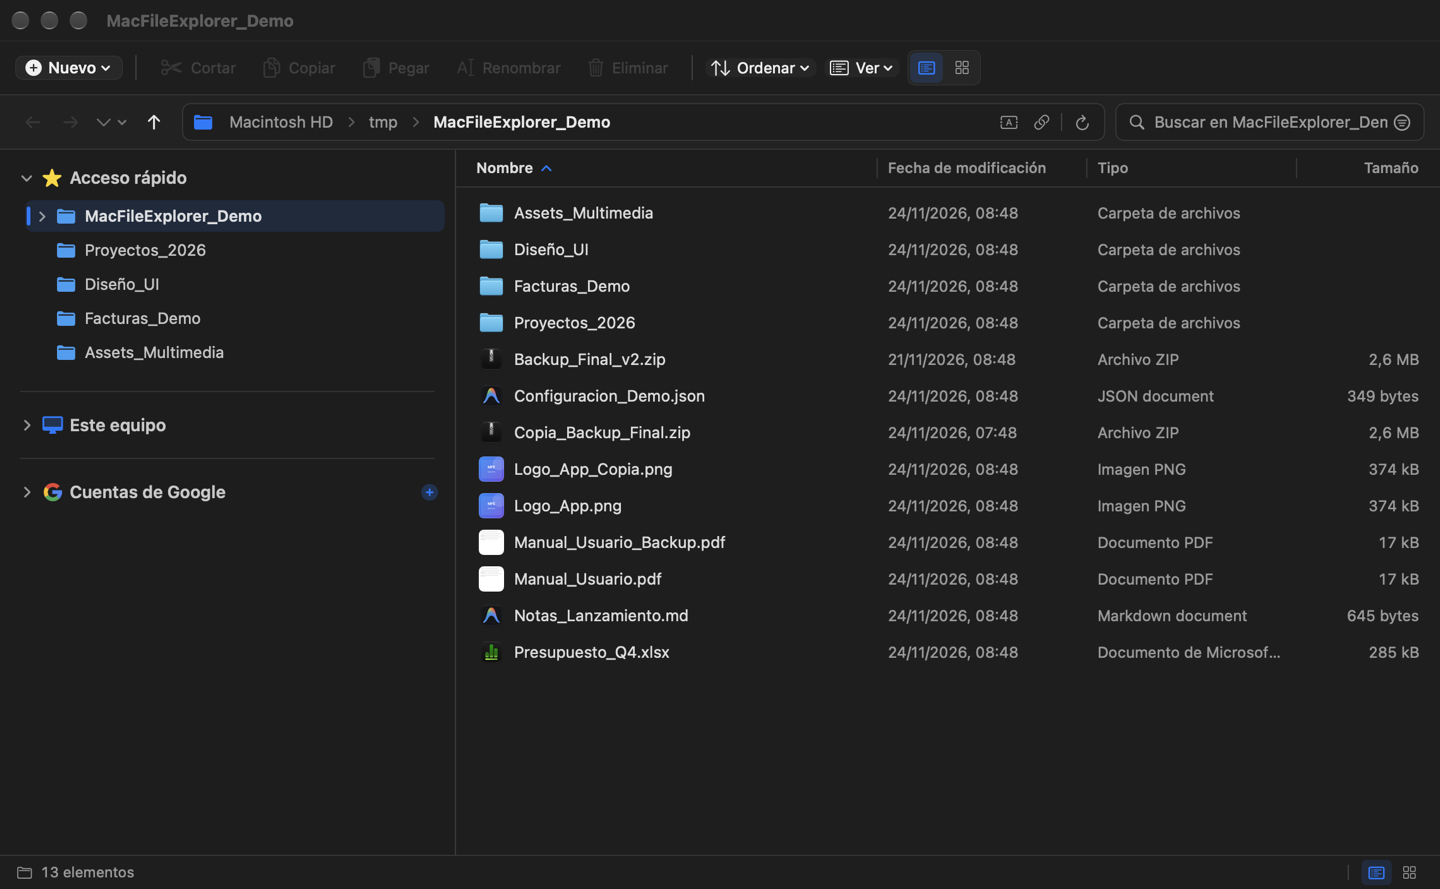 MacFileExplorer_Demo
Nuevo
Cortar
Copiar
Pegar
Renombrar
Eliminar
Ordenar
Ver
Macintosh HD
tmp
MacFileExplorer_Demo
Buscar en MacFileExplorer_Den
Acceso rápido
MacFileExplorer_Demo
Proyectos_2026
Diseño_UI
Facturas_Demo
Assets_Multimedia
Este equipo
Cuentas de Google
Nombre Fecha de modificación Tipo Tamaño
Assets_Multimedia 24/11/2026, 08:48 Carpeta de archivos
Diseño_UI 24/11/2026, 08:48 Carpeta de archivos
Facturas_Demo 24/11/2026, 08:48 Carpeta de archivos
Proyectos_2026 24/11/2026, 08:48 Carpeta de archivos
Backup_Final_v2.zip 21/11/2026, 08:48 Archivo ZIP 2,6 MB
Configuracion_Demo.json 24/11/2026, 08:48 JSON document 349 bytes
Copia_Backup_Final.zip 24/11/2026, 07:48 Archivo ZIP 2,6 MB
Logo_App_Copia.png 24/11/2026, 08:48 Imagen PNG 374 kB
Logo_App.png 24/11/2026, 08:48 Imagen PNG 374 kB
Manual_Usuario_Backup.pdf 24/11/2026, 08:48 Documento PDF 17 kB
Manual_Usuario.pdf 24/11/2026, 08:48 Documento PDF 17 kB
Notas_Lanzamiento.md 24/11/2026, 08:48 Markdown document 645 bytes
Presupuesto_Q4.xlsx 24/11/2026, 08:48 Documento de Microsof... 285 kB
13 elementos